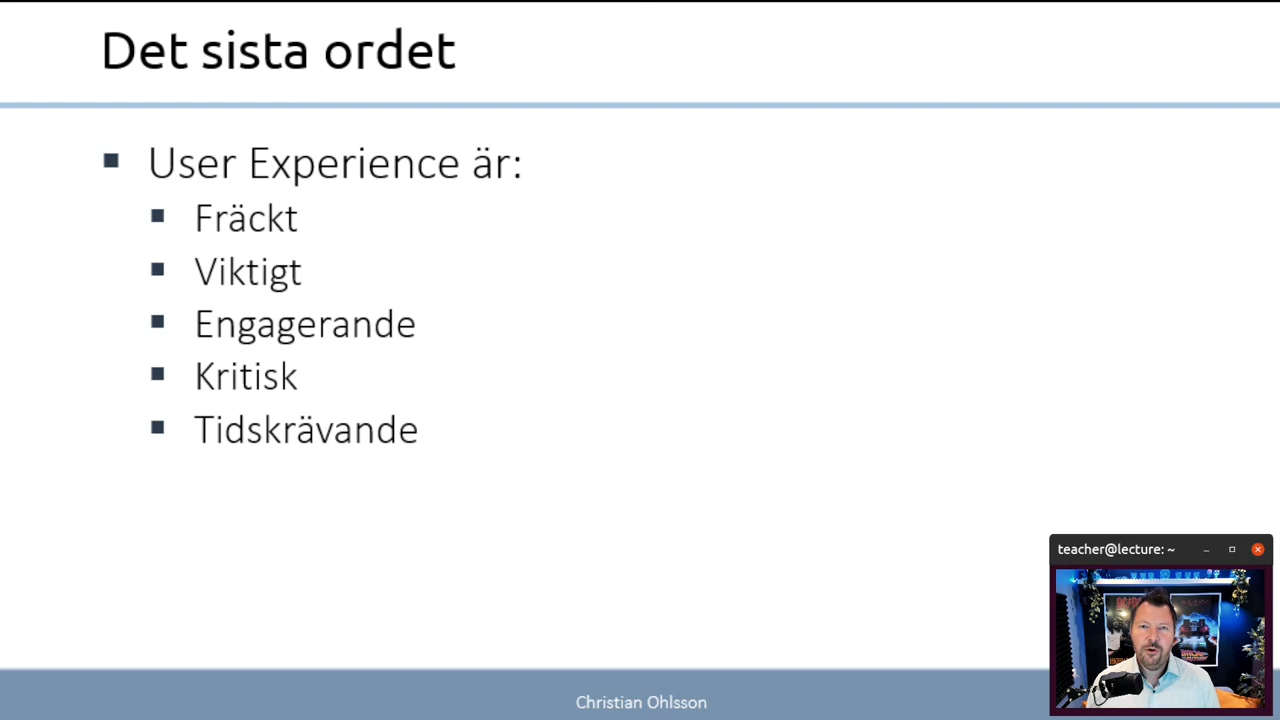 Det sista ordet
User Experience är:
Fräckt
Viktigt
Engagerande
Kritisk
Tidskrävande
teacher@lecture: ~
Christian Ohlsson